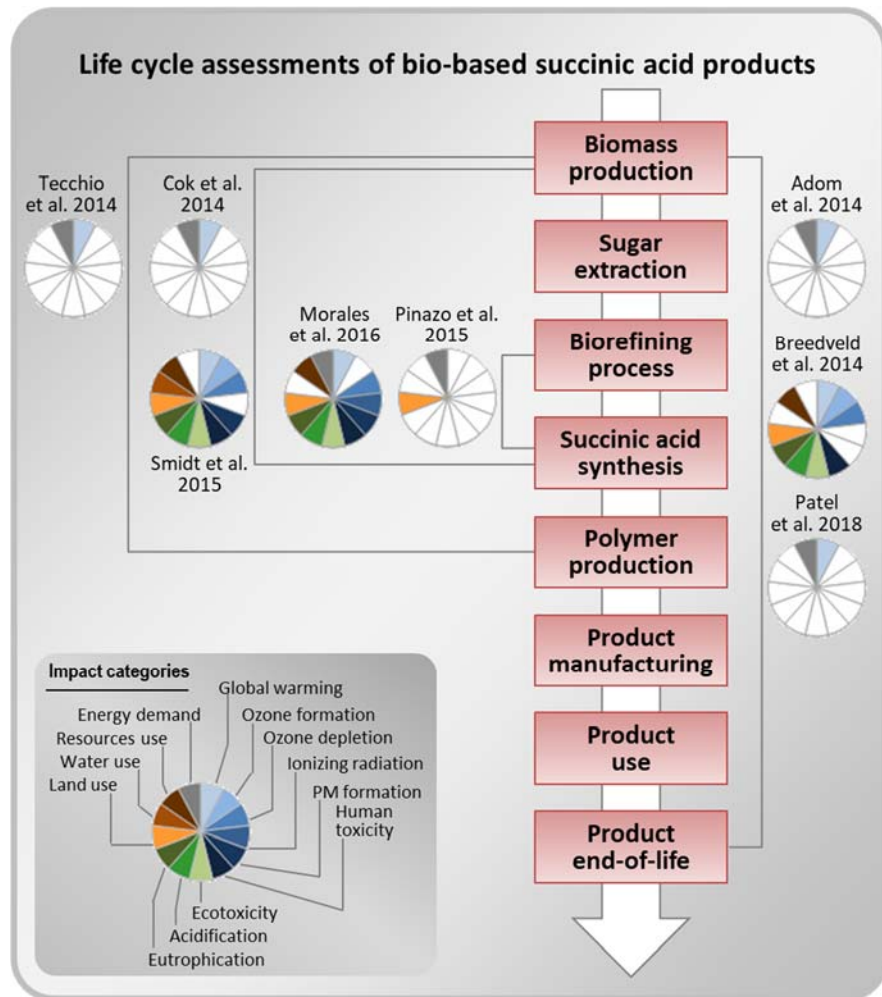 Life cycle assessments of bio-based succinic acid products
Tecchio
et al. 2014
Cok et al.
2014
Smidt et al.
2015
Morales
et al. 2016
Pinazo et al.
2015
Biomass
production
Sugar
extraction
Biorefining
process
Succinic acid
synthesis
Polymer
production
Product
manufacturing
Product
use
Product
end-of-life
Adom
et al. 2014
Breedveld
et al. 2014
Patel
et al. 2018
Impact categories
Global warming
Energy demand
Ozone formation
Resources use
Ozone depletion
Water use
Ionizing radiation
Land use
PM formation
Human
toxicity
Ecotoxicity
Acidification
Eutrophication